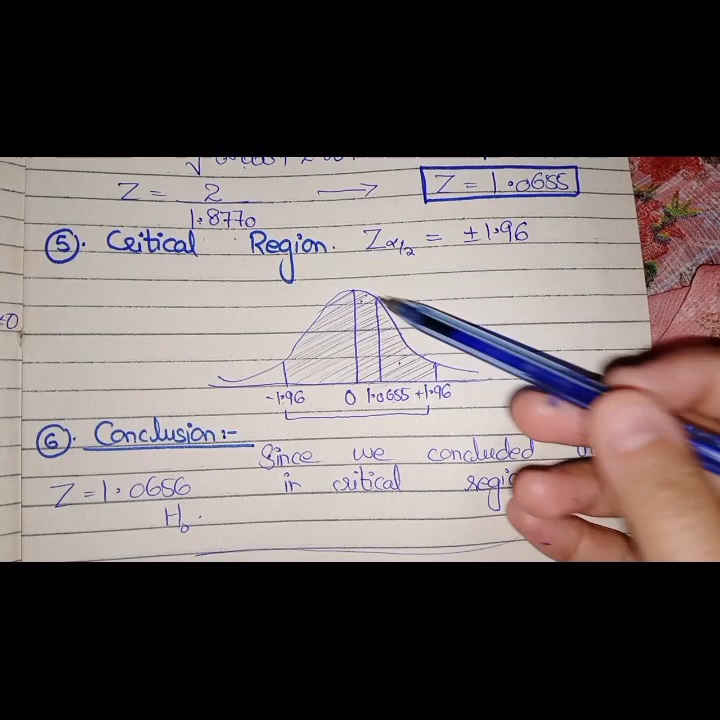 Z = 2 / 1.8770 → Z = 1.0655
⑤. Critical Region. Zα/2 = ±1.96
-1.96 0 1.0655 +1.96
⑥. Conclusion:- Since we concluded
Z = 1.0656 in critical
H₀.